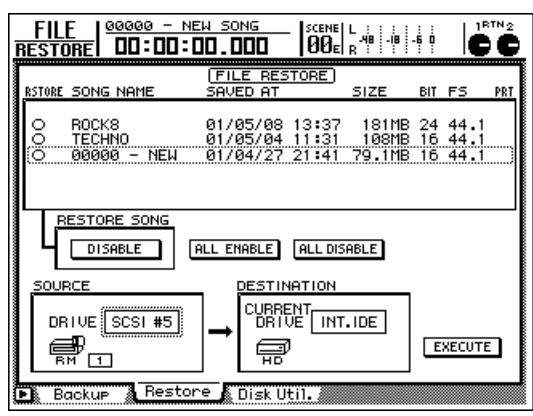 FILE 00000 - NEW SONG SCENE L 1RTN2
RESTORE 00:00:00.000 00E R -48 -18 -6 0
FILE RESTORE
RSTORE SONG NAME SAVED AT SIZE BIT FS PRT
ROCK8 01/05/08 13:37 181MB 24 44.1
TECHNO 01/05/04 11:31 108MB 16 44.1
00000 - NEW 01/04/27 21:41 79.1MB 16 44.1
RESTORE SONG
DISABLE ALL ENABLE ALL DISABLE
SOURCE DESTINATION
DRIVE SCSI #5 CURRENT DRIVE INT.IDE
RM 1 HD EXECUTE
Backup Restore Disk Util.